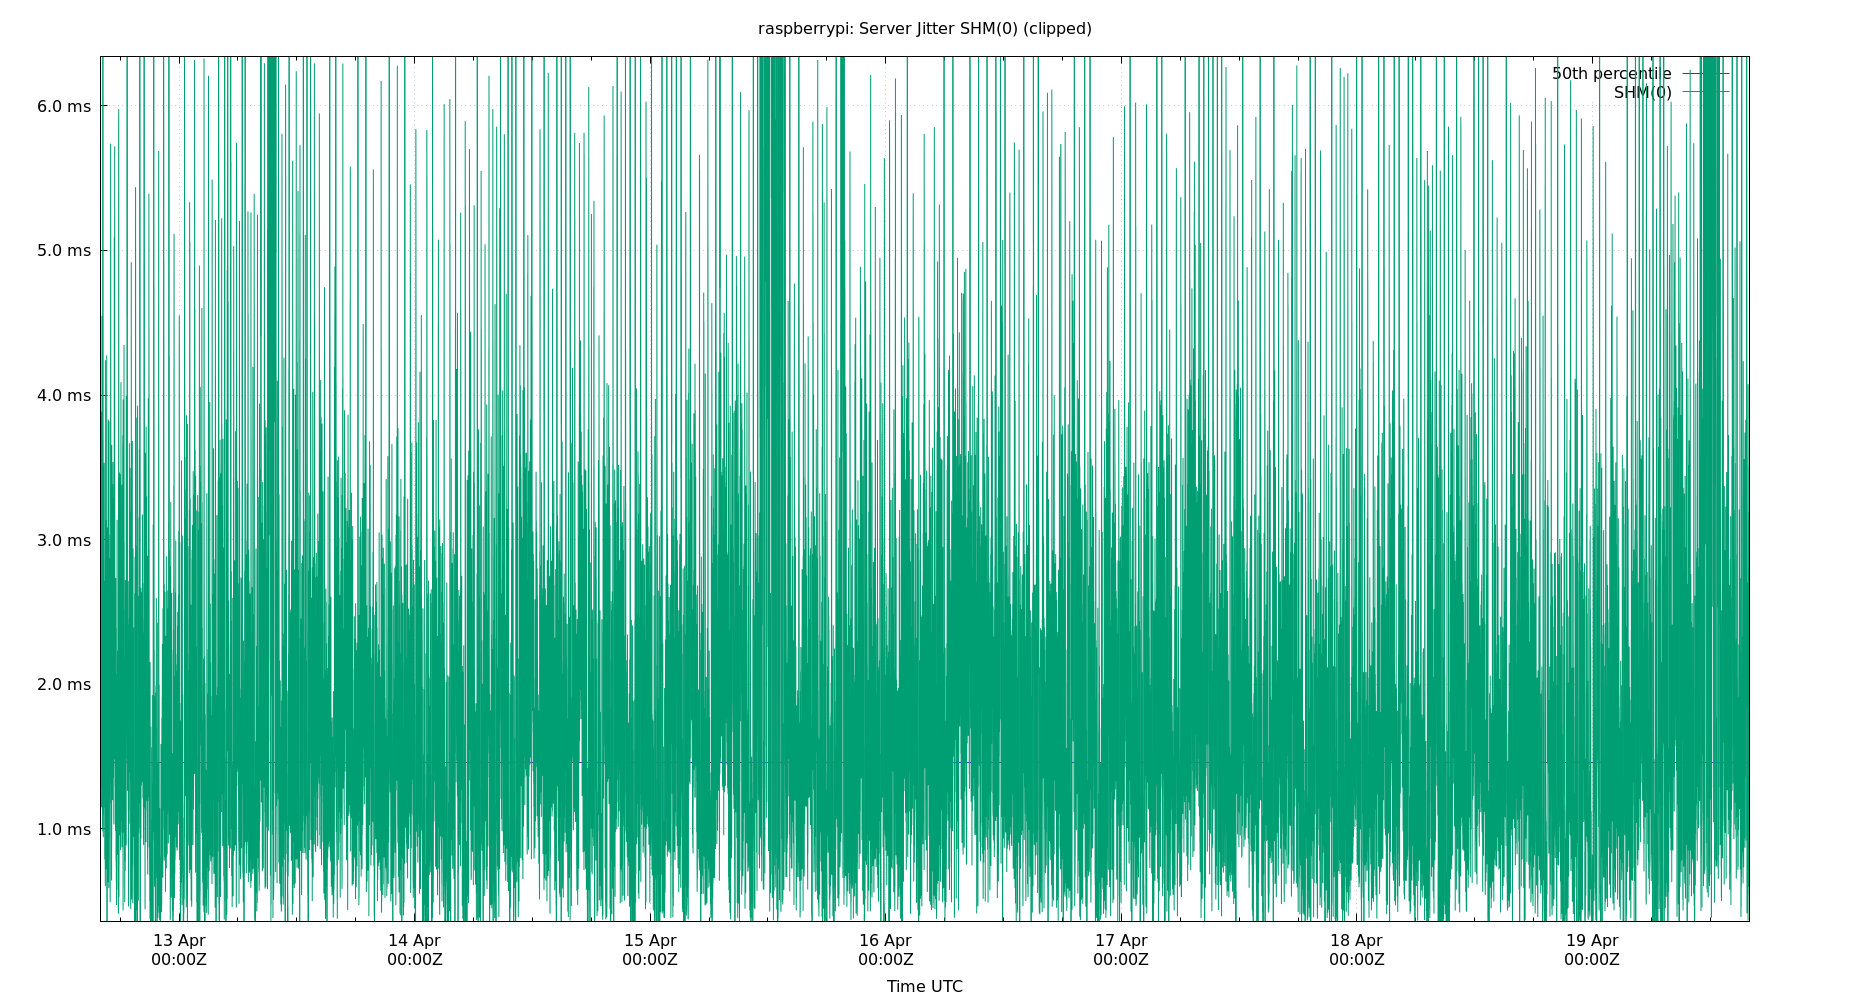 raspberrypi: Server Jitter SHM(0) (clipped)
50th percentile
SHM(0)
6.0 ms
5.0 ms
4.0 ms
3.0 ms
2.0 ms
1.0 ms
13 Apr 14 Apr 15 Apr 16 Apr 17 Apr 18 Apr 19 Apr
00:00Z 00:00Z 00:00Z 00:00Z 00:00Z 00:00Z 00:00Z
Time UTC